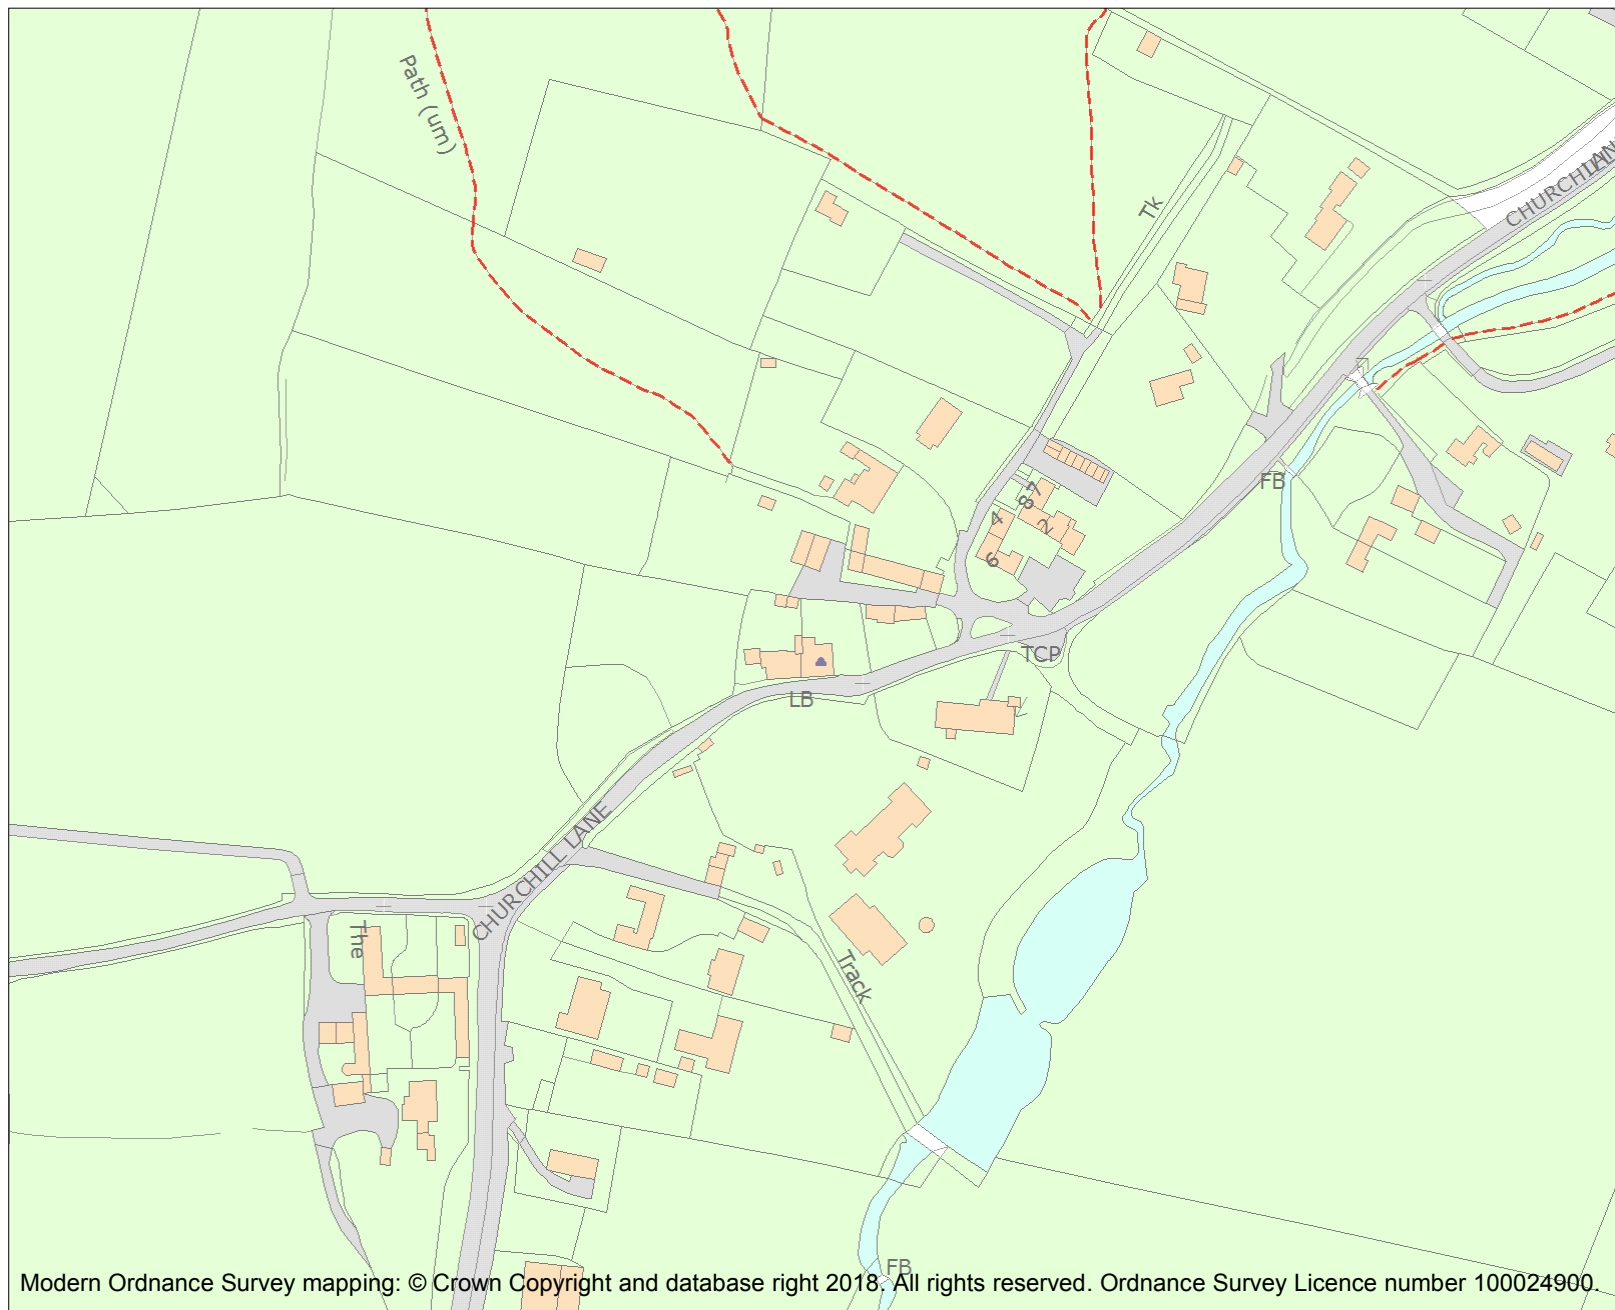 Path (um)
Tk
CHURCHILL LANE
FB
8 7
4
2
6
TCP
LB
CHURCHILL LANE
The
Track
FB
Modern Ordnance Survey mapping: © Crown Copyright and database right 2018. All rights reserved. Ordnance Survey Licence number 100024900.